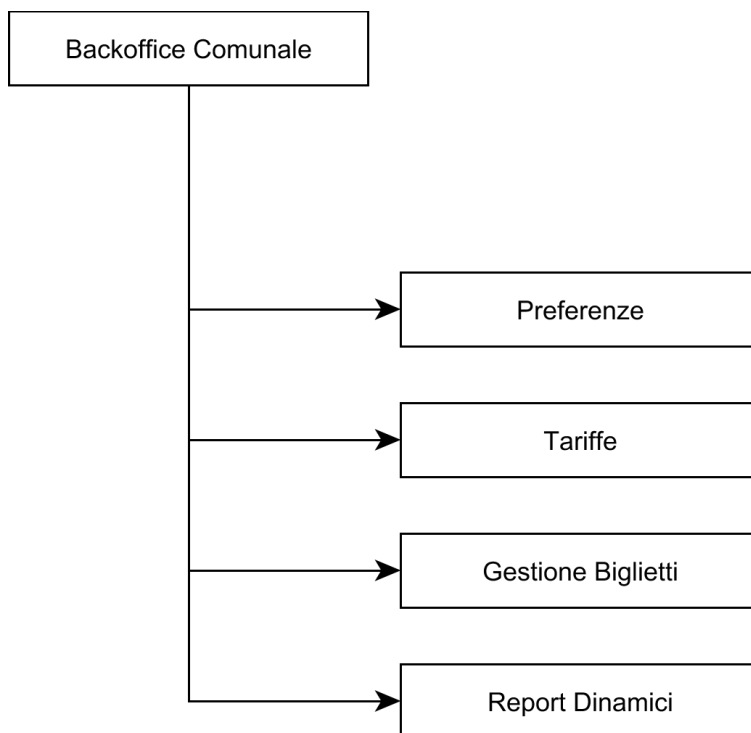 Backoffice Comunale
Preferenze
Tariffe
Gestione Biglietti
Report Dinamici